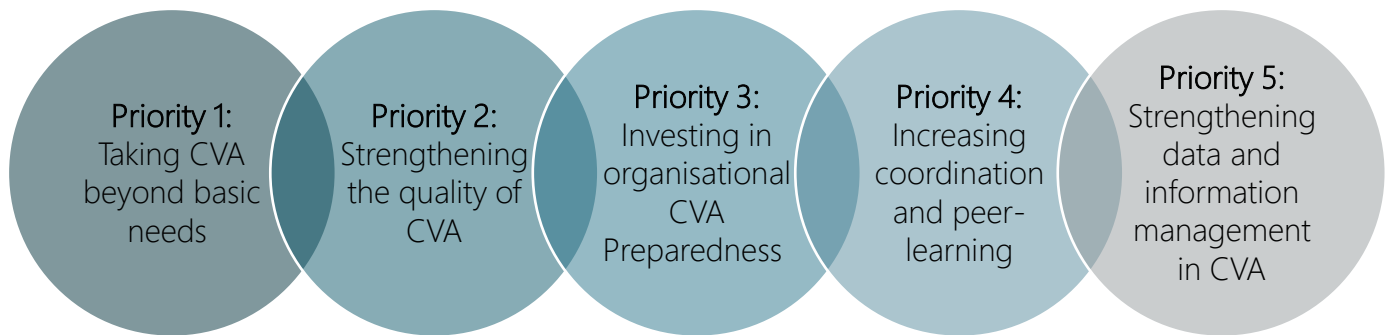 Priority 1:
Taking CVA
beyond basic
needs
Priority 2:
Strengthening
the quality of
CVA
Priority 3:
Investing in
organisational
CVA
Preparedness
Priority 4:
Increasing
coordination
and peer-
learning
Priority 5:
Strengthening
data and
information
management
in CVA